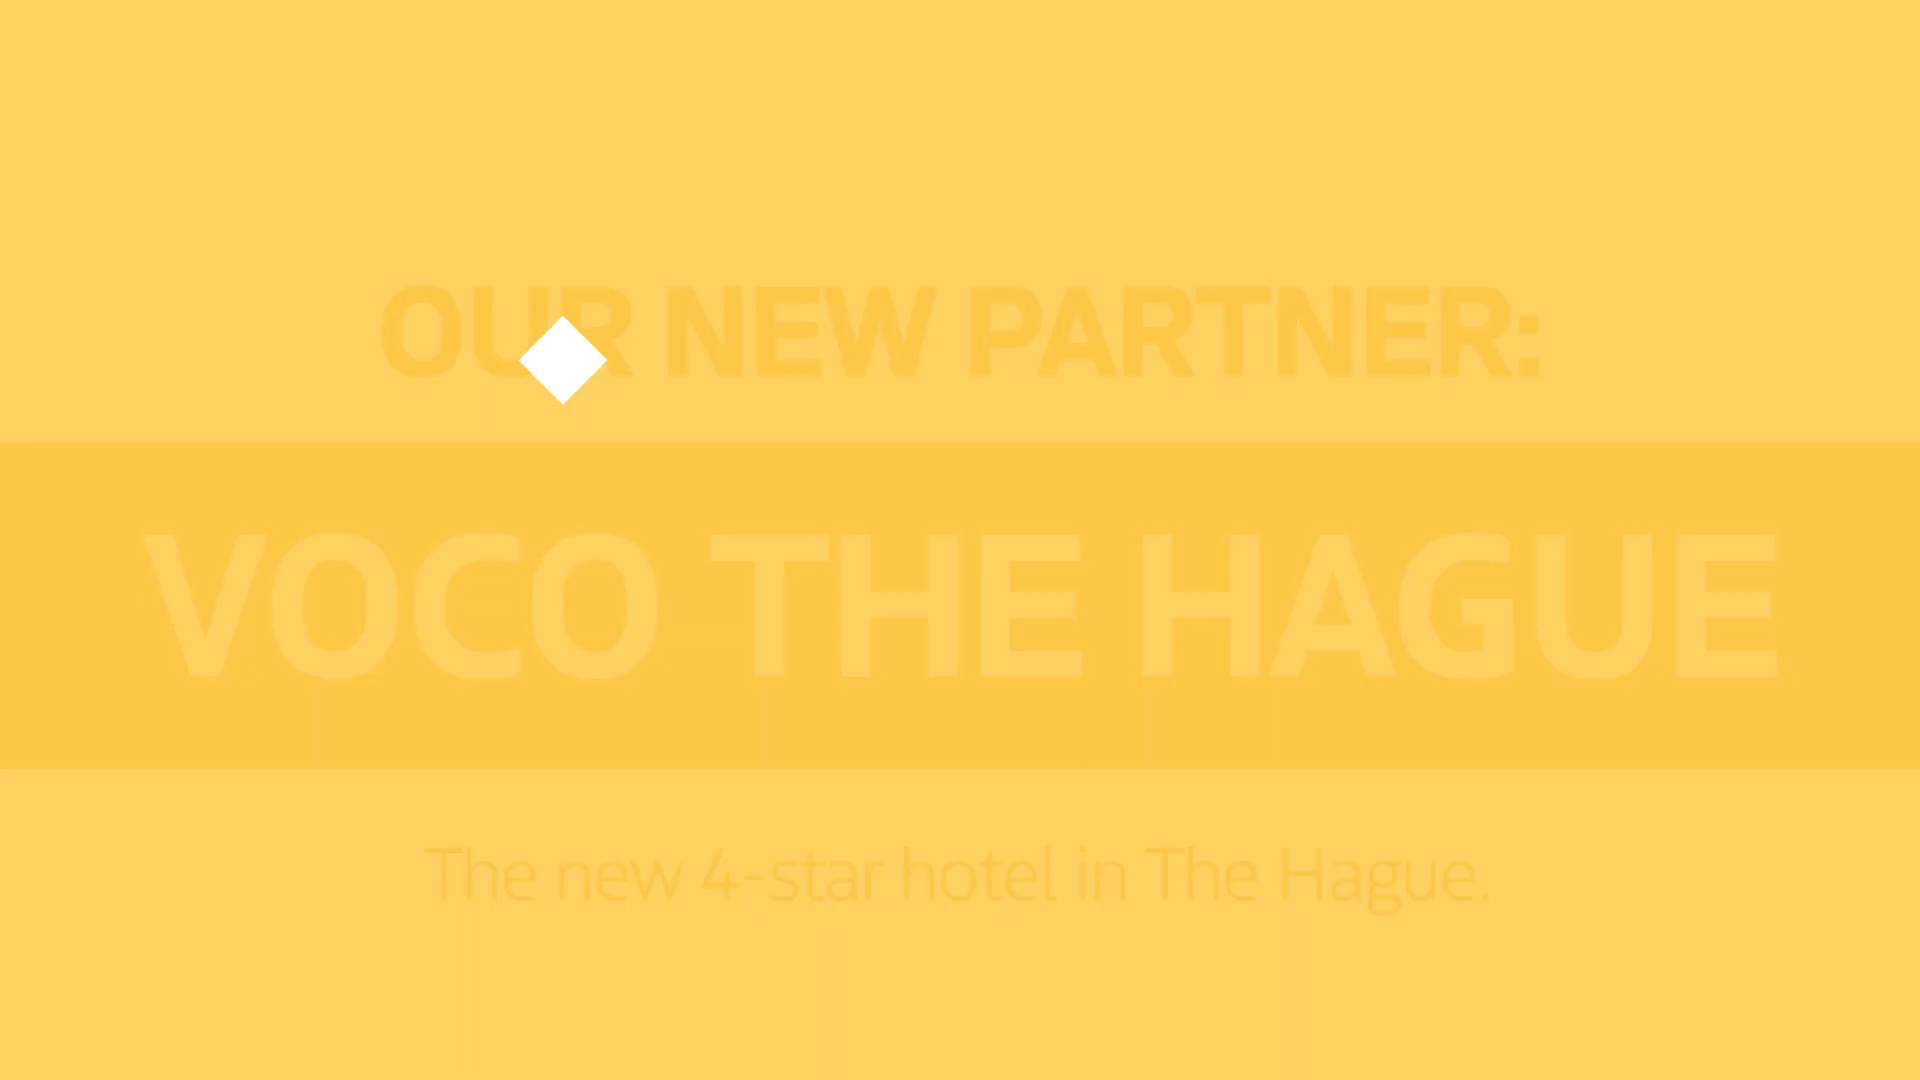 OUR NEW PARTNER:
VOCO THE HAGUE
The new 4-star hotel in The Hague.